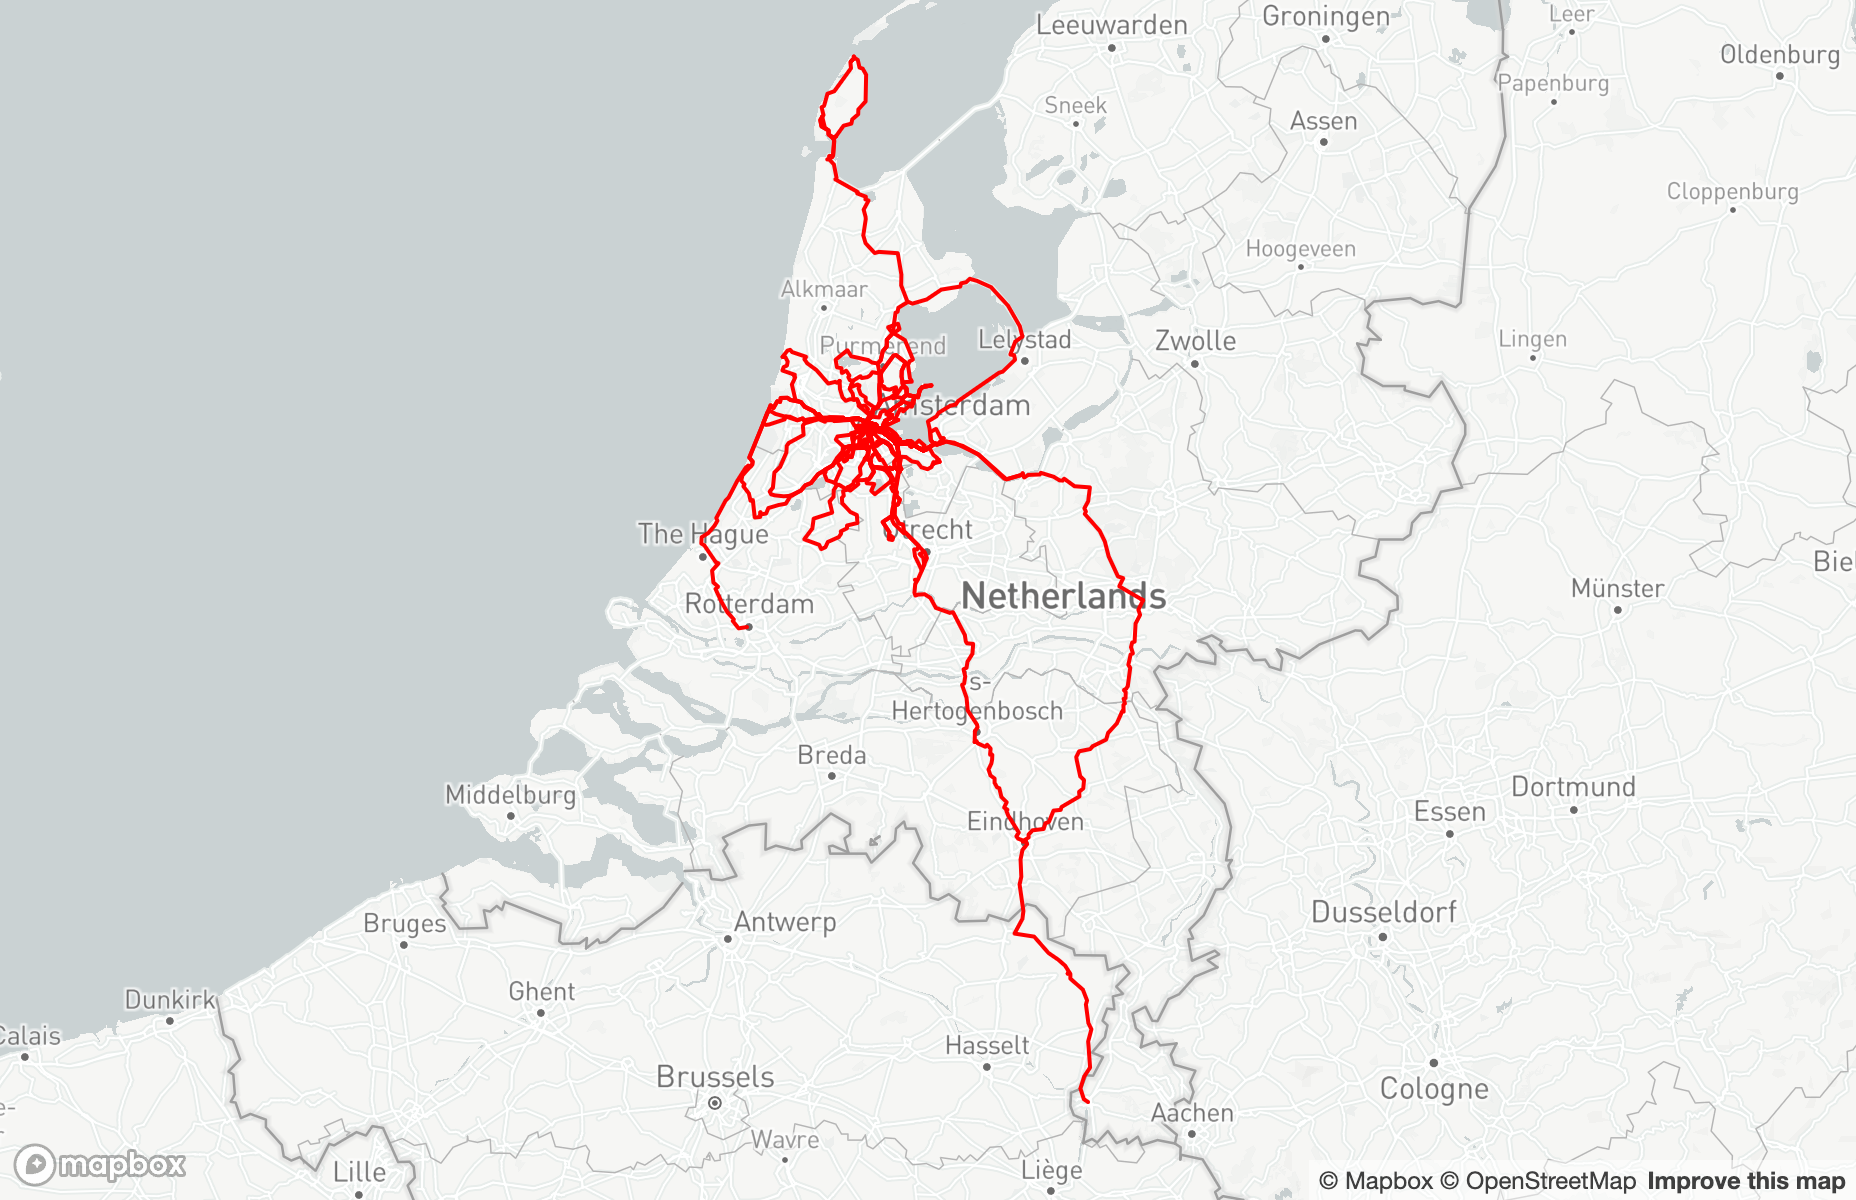 Leeuwarden
Groningen
Leer
Oldenburg
Papenburg
Sneek
Assen
Cloppenburg
Hoogeveen
Alkmaar
Purmerend
Lelystad
Zwolle
Lingen
Amsterdam
The Hague
Utrecht
Netherlands
Münster
Biel
Rotterdam
s-
Hertogenbosch
Breda
Middelburg
Eindhoven
Essen
Dortmund
Dusseldorf
Bruges
Antwerp
Dunkirk
Ghent
Calais
Hasselt
Brussels
Cologne
Aachen
e-
Wavre
Lille
Liège
mapbox
© Mapbox © OpenStreetMap Improve this map